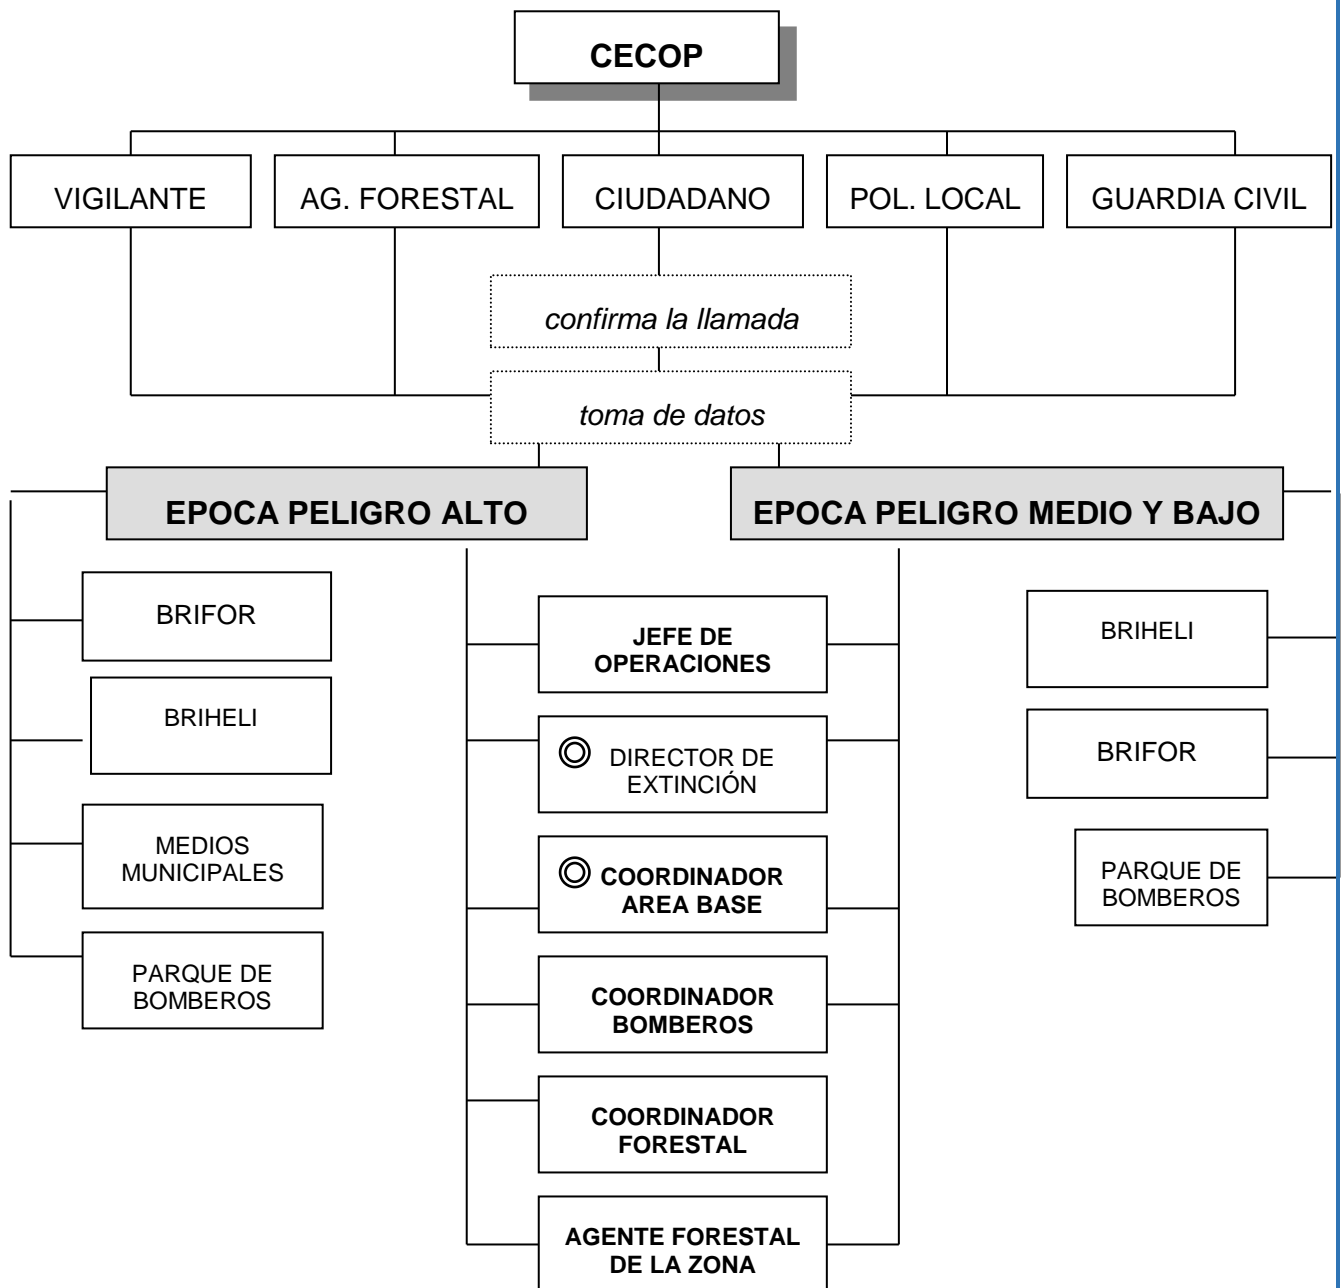 CECOP
VIGILANTE
AG. FORESTAL
CIUDADANO
POL. LOCAL
GUARDIA CIVIL
confirma la llamada
toma de datos
EPOCA PELIGRO ALTO
EPOCA PELIGRO MEDIO Y BAJO
BRIFOR
BRIHELI
MEDIOS
MUNICIPALES
PARQUE DE
BOMBEROS
JEFE DE
OPERACIONES
DIRECTOR DE
EXTINCIÓN
COORDINADOR
AREA BASE
COORDINADOR
BOMBEROS
COORDINADOR
FORESTAL
AGENTE FORESTAL
DE LA ZONA
BRIHELI
BRIFOR
PARQUE DE
BOMBEROS